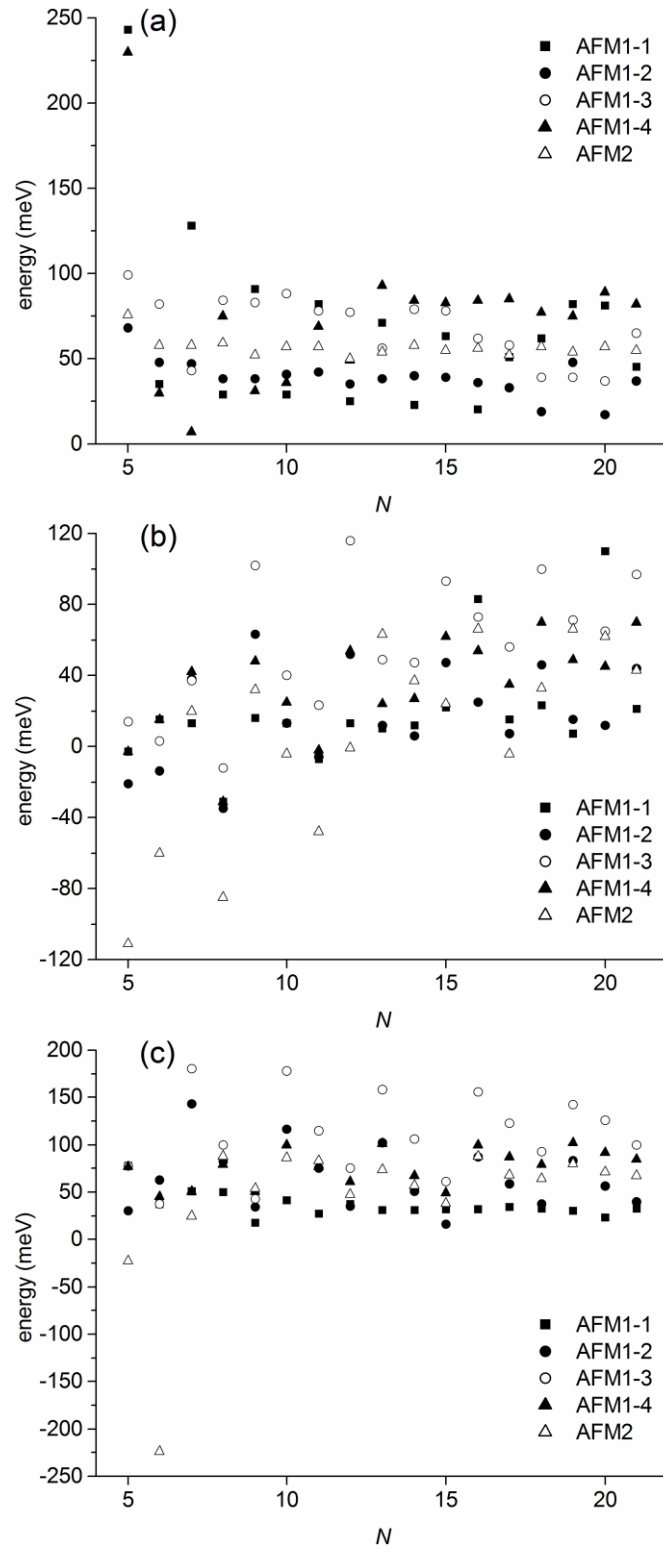 (a)
250
200
150
100
50
0
energy (meV)
AFM1-1
AFM1-2
AFM1-3
AFM1-4
AFM2
5 10 15 20
N
(b)
120
80
40
0
-40
-80
-120
energy (meV)
AFM1-1
AFM1-2
AFM1-3
AFM1-4
AFM2
5 10 15 20
N
(c)
200
150
100
50
0
-50
-100
-150
-200
-250
energy (meV)
AFM1-1
AFM1-2
AFM1-3
AFM1-4
AFM2
5 10 15 20
N